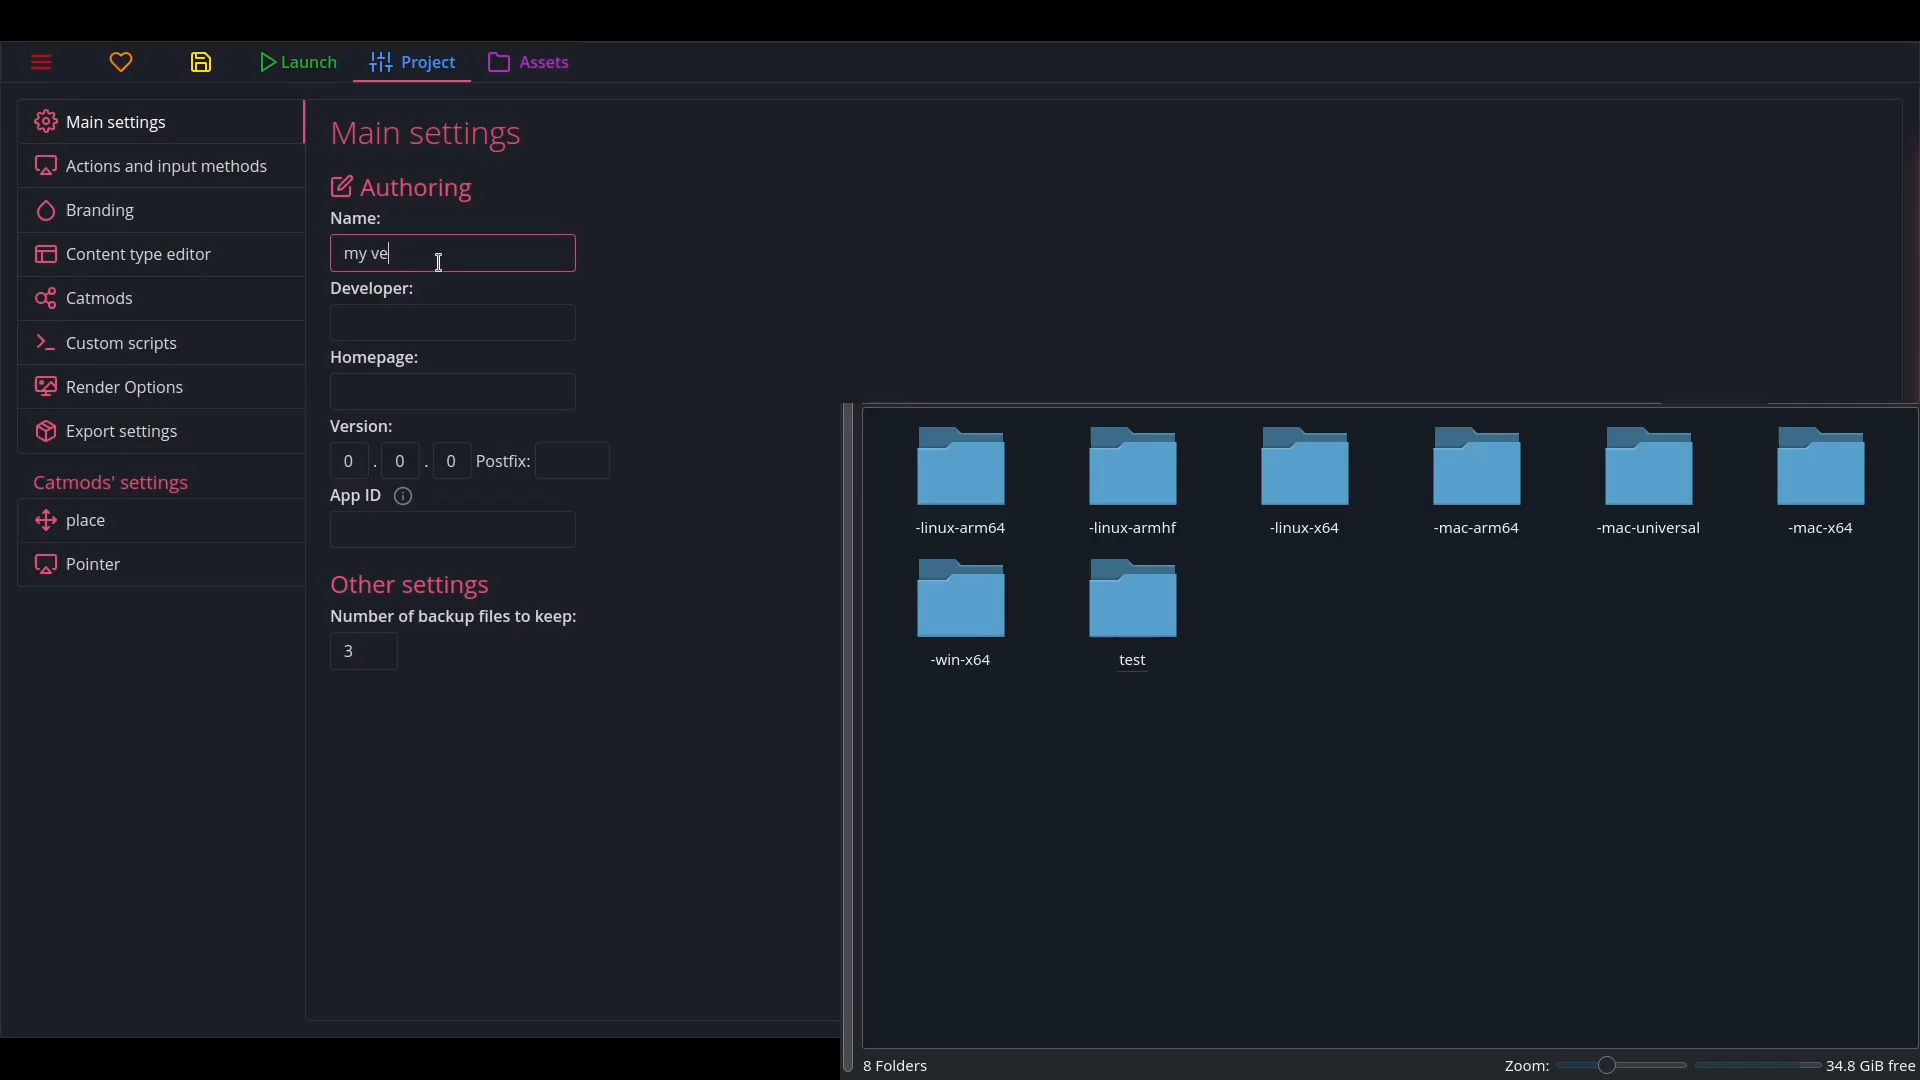 Launch Project Assets
Main settings
Actions and input methods
Branding
Content type editor
Catmods
Custom scripts
Render Options
Export settings
Catmods' settings
place
Pointer
Main settings
Authoring
Name:
my ve
Developer:
Homepage:
Version:
0 . 0 . 0 Postfix:
App ID
Other settings
Number of backup files to keep:
3
-linux-arm64 -linux-armhf -linux-x64 -mac-arm64 -mac-universal -mac-x64
-win-x64 test
8 Folders Zoom: 34.8 GiB free